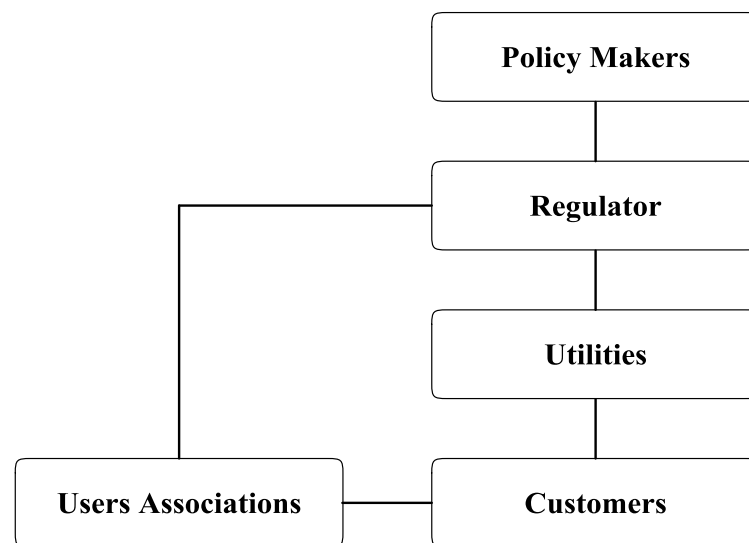 Policy Makers
Regulator
Utilities
Users Associations
Customers